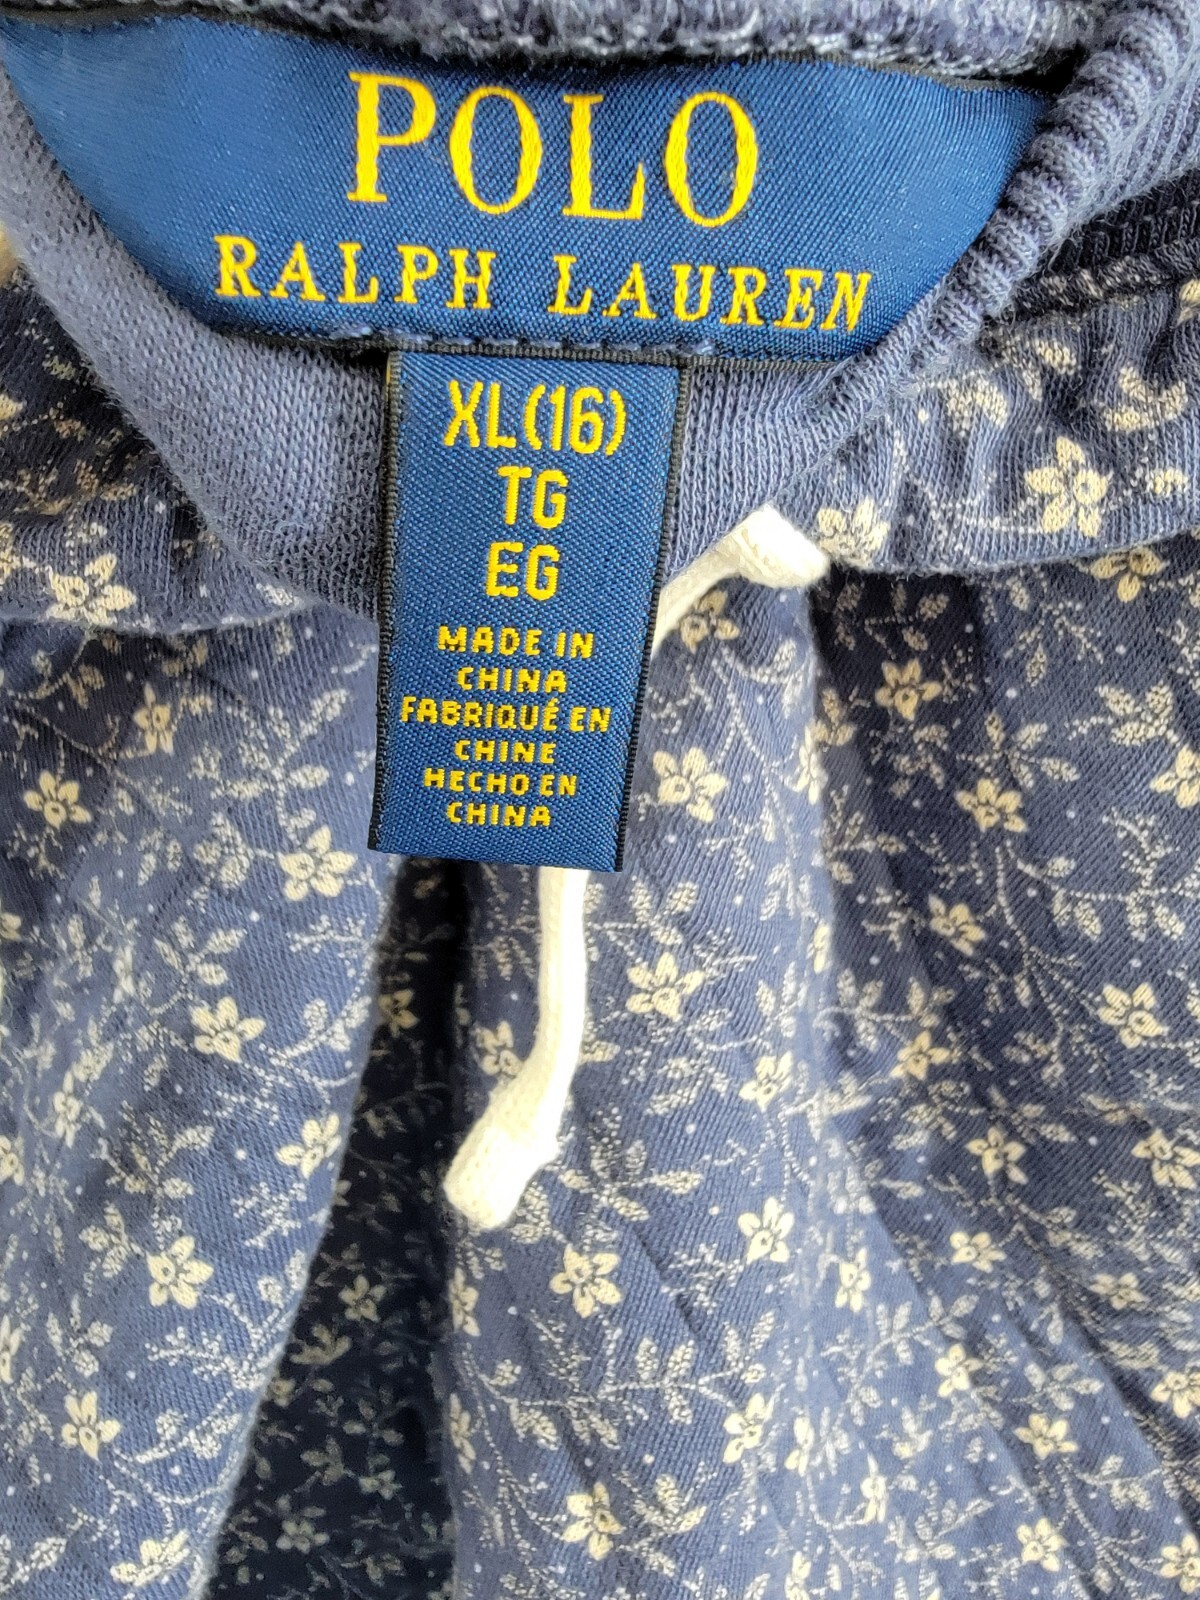 POLO
RALPH LAUREN
XL(16)
TG
EG
MADE IN
CHINA
FABRIQUÉ EN
CHINE
HECHO EN
CHINA